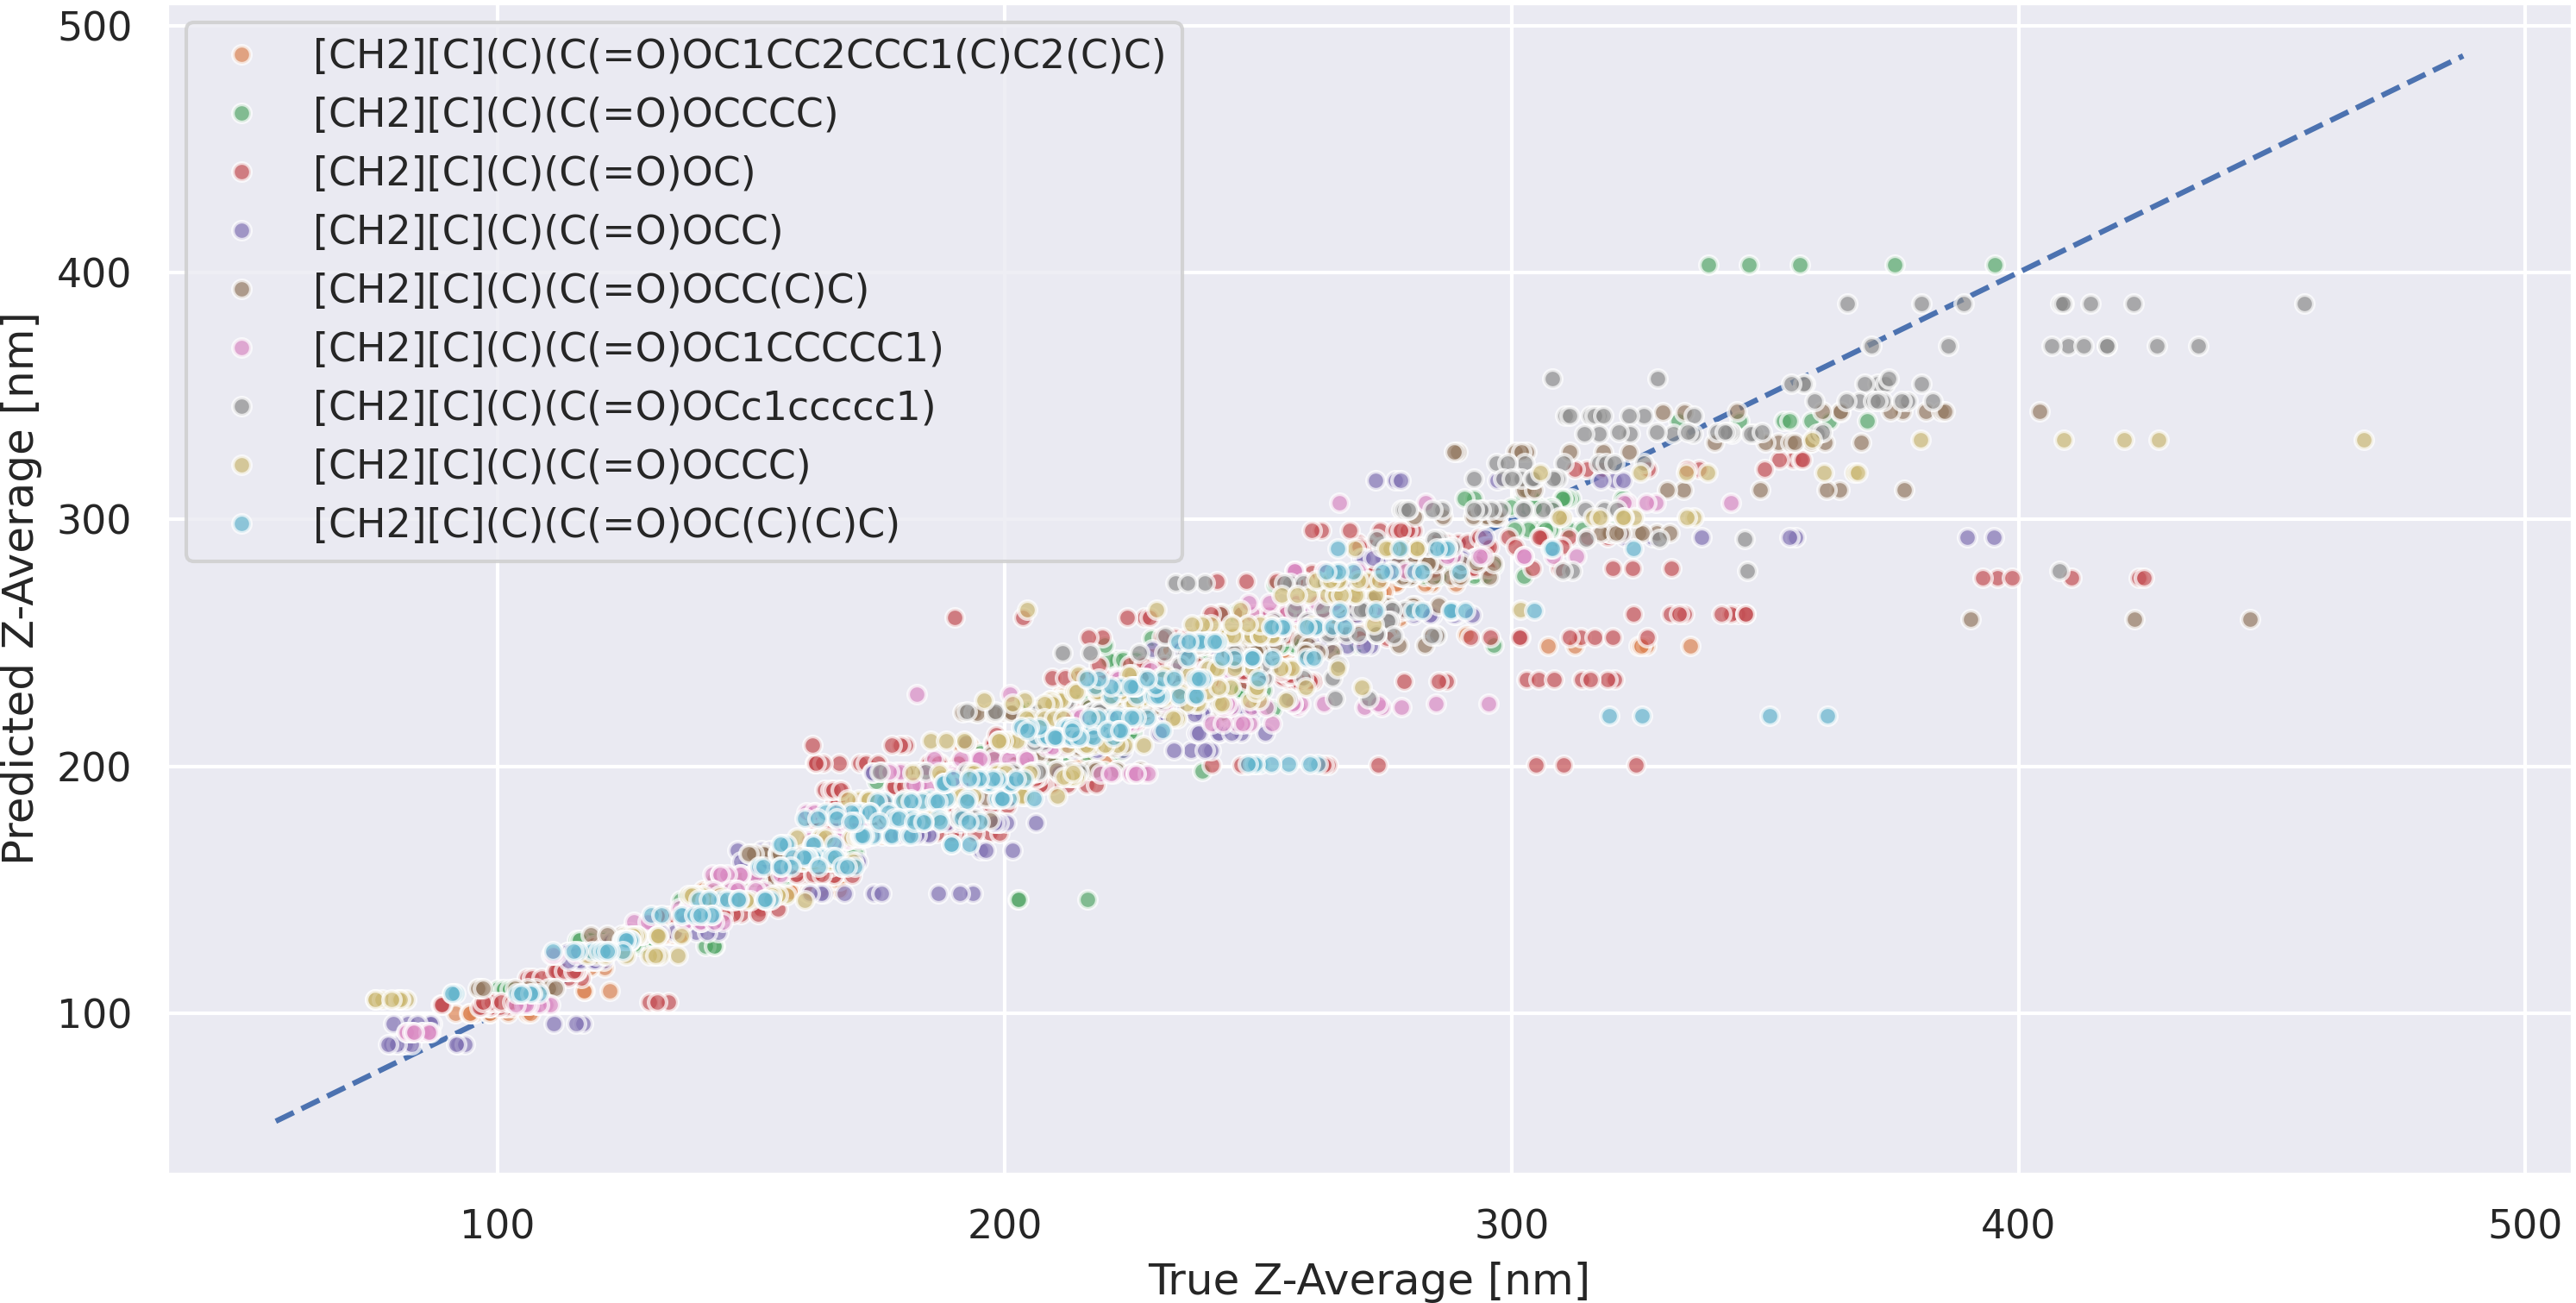 500
400
300
200
100
Predicted Z-Average [nm]
[CH2][C](C)(C(=O)OC1CC2CCC1(C)C2(C)C)
[CH2][C](C)(C(=O)OCCCC)
[CH2][C](C)(C(=O)OC)
[CH2][C](C)(C(=O)OCC)
[CH2][C](C)(C(=O)OCC(C)C)
[CH2][C](C)(C(=O)OC1CCCCC1)
[CH2][C](C)(C(=O)OCc1ccccc1)
[CH2][C](C)(C(=O)OCCC)
[CH2][C](C)(C(=O)OC(C)(C)C)
100 200 300 400 500
True Z-Average [nm]